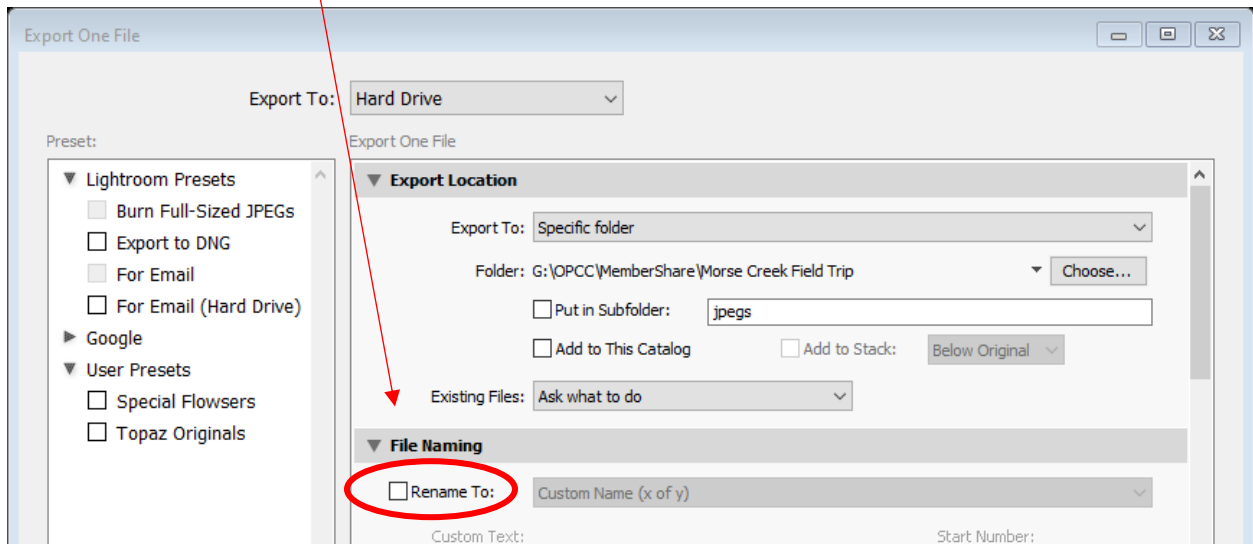 Export One File
Export To: Hard Drive
Preset:
Export One File
Lightroom Presets
Burn Full-Sized JPEGs
Export to DNG
For Email
For Email (Hard Drive)
Google
User Presets
Special Flowsers
Topaz Originals
Export Location
Export To: Specific folder
Folder: G:\OPCC\MemberShare\Morse Creek Field Trip Choose...
Put in Subfolder: jpegs
Add to This Catalog Add to Stack: Below Original
Existing Files: Ask what to do
File Naming
Rename To: Custom Name (x of y)
Custom Text: Start Number: